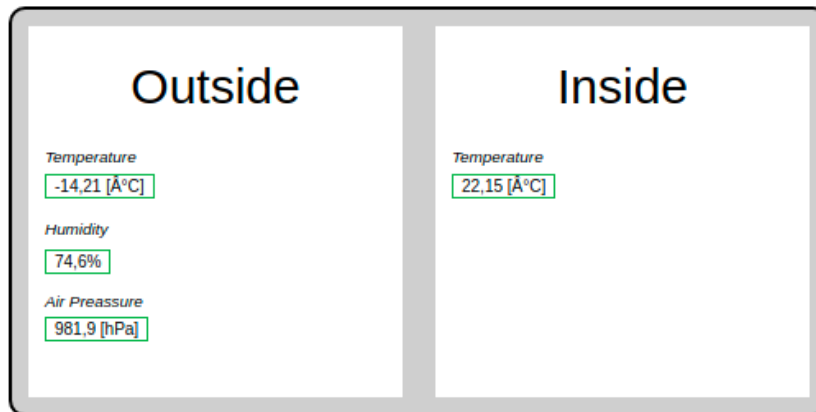 Outside
Temperature
-14,21 [Â°C]
Humidity
74,6%
Air Preassure
981,9 [hPa]
Inside
Temperature
22,15 [Â°C]